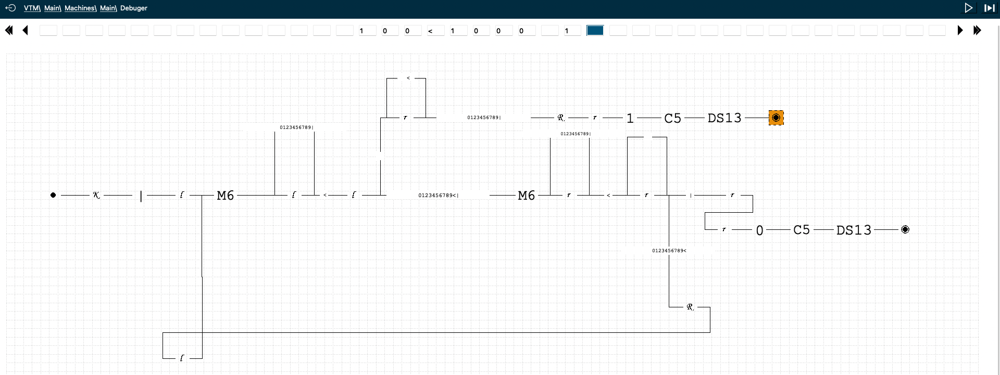 VTM\ Main\ Machines\ Main\ Debuger
1 0 0 < 1 0 0 0 1
<
r 0123456789| R r 1 C5 DS13
0123456789|
0123456789|
K | l M6 l < l 0123456789<| M6 r < r | r
r 0 C5 DS13
0123456789<
R
l